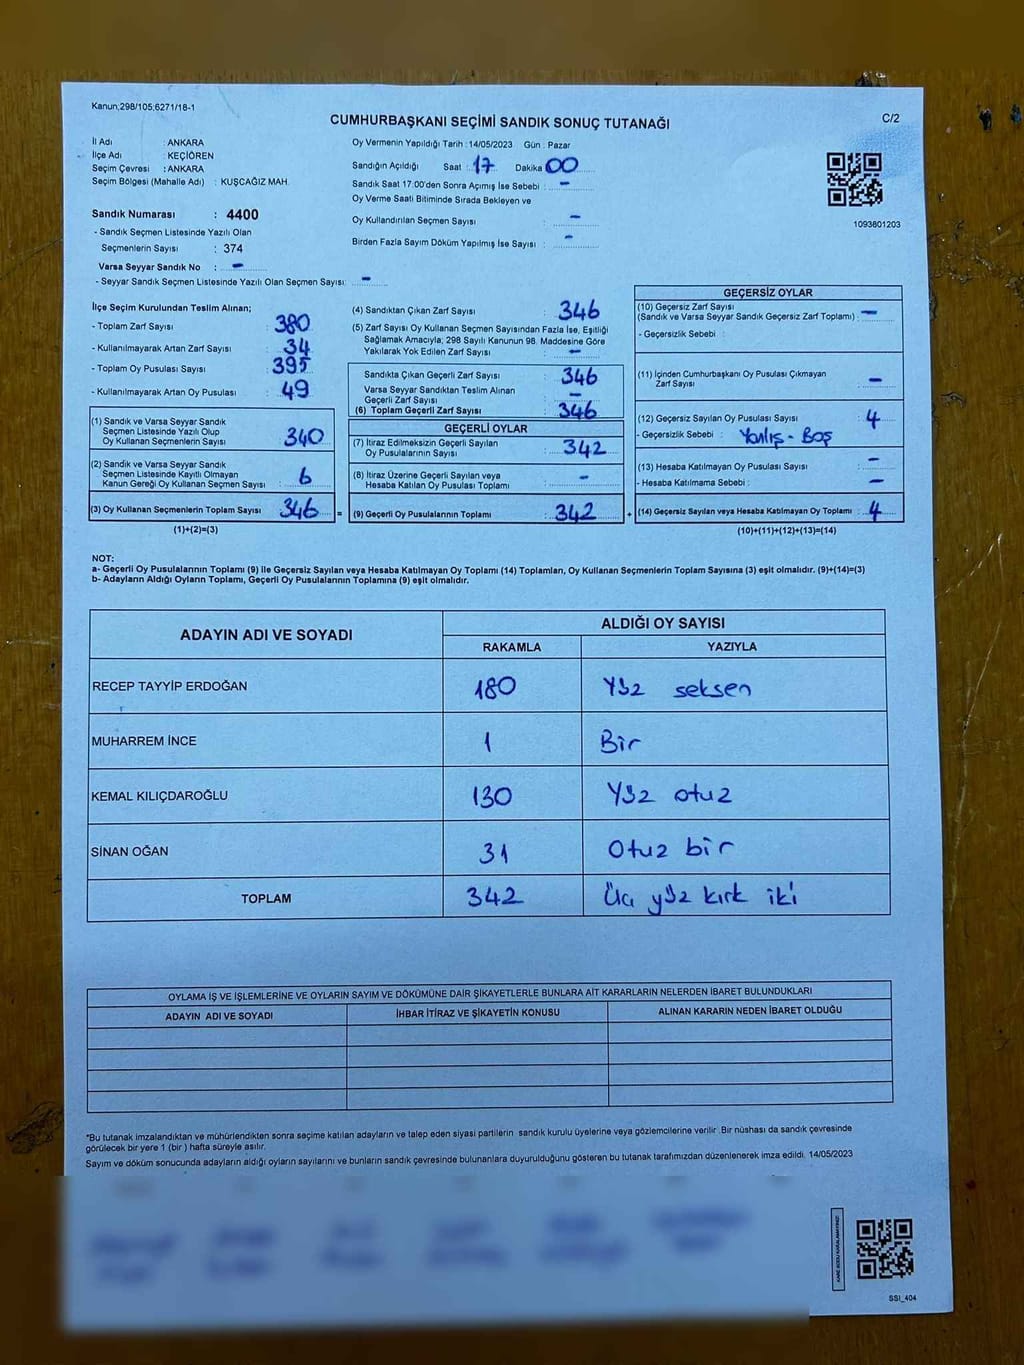 Kanun;298/105;6271/18-1
C/2
CUMHURBAŞKANI SEÇİMİ SANDIK SONUÇ TUTANAĞI
İl Adı : ANKARA
İlçe Adı : KEÇİÖREN
Seçim Çevresi : ANKARA
Seçim Bölgesi (Mahalle Adı) : KUŞCAĞIZ MAH.
Sandık Numarası : 4400
- Sandık Seçmen Listesinde Yazılı Olan
Seçmenlerin Sayısı : 374
Varsa Seyyar Sandık No : -
- Seyyar Sandık Seçmen Listesinde Yazılı Olan Seçmen Sayısı: -
Oy Vermenin Yapıldığı Tarih : 14/05/2023 Gün : Pazar
Sandığın Açıldığı Saat : 17 Dakika 00
Sandık Saat 17:00'den Sonra Açımış İse Sebebi : -
Oy Verme Saati Bitiminde Sırada Bekleyen ve
Oy Kullandırılan Seçmen Sayısı : -
Birden Fazla Sayım Döküm Yapılmış İse Sayısı : -
1093801203
İlçe Seçim Kurulundan Teslim Alınan;
- Toplam Zarf Sayısı : 380
- Kullanılmayarak Artan Zarf Sayısı : 34
- Toplam Oy Pusulası Sayısı : 395
- Kullanılmayarak Artan Oy Pusulası : 49
(1) Sandık ve Varsa Seyyar Sandık
Seçmen Listesinde Yazılı Olup
Oy Kullanan Seçmenlerin Sayısı : 340
(2) Sandık ve Varsa Seyyar Sandık
Seçmen Listesinde Kayıtlı Olmayan
Kanun Gereği Oy Kullanan Seçmen Sayısı : 6
(3) Oy Kullanan Seçmenlerin Toplam Sayısı : 346 =
(1)+(2)=(3)
(4) Sandıktan Çıkan Zarf Sayısı : 346
(5) Zarf Sayısı Oy Kullanan Seçmen Sayısından Fazla İse, Eşitliği
Sağlamak Amacıyla; 298 Sayılı Kanunun 98. Maddesine Göre
Yakılarak Yok Edilen Zarf Sayısı : -
Sandıkta Çıkan Geçerli Zarf Sayısı : 346
Varsa Seyyar Sandıktan Teslim Alınan
Geçerli Zarf Sayısı : -
(6) Toplam Geçerli Zarf Sayısı : 346
GEÇERLİ OYLAR
(7) İtiraz Edilmeksizin Geçerli Sayılan
Oy Pusulalarının Sayısı : 342
(8) İtiraz Üzerine Geçerli Sayılan veya
Hesaba Katılan Oy Pusulası Toplamı : -
(9) Geçerli Oy Pusulalarının Toplamı : 342 +
GEÇERSİZ OYLAR
(10) Geçersiz Zarf Sayısı
(Sandık ve Varsa Seyyar Sandık Geçersiz Zarf Toplamı) : -
- Geçersizlik Sebebi :
(11) İçinden Cumhurbaşkanı Oy Pusulası Çıkmayan
Zarf Sayısı : -
(12) Geçersiz Sayılan Oy Pusulası Sayısı : 4
- Geçersizlik Sebebi : Yanlış - Boş
(13) Hesaba Katılmayan Oy Pusulası Sayısı : -
- Hesaba Katılmama Sebebi : -
(14) Geçersiz Sayılan veya Hesaba Katılmayan Oy Toplamı : 4
(10)+(11)+(12)+(13)=(14)
NOT:
a- Geçerli Oy Pusulalarının Toplamı (9) ile Geçersiz Sayılan veya Hesaba Katılmayan Oy Toplamı (14) Toplamları, Oy Kullanan Seçmenlerin Toplam Sayısına (3) eşit olmalıdır. (9)+(14)=(3)
b- Adayların Aldığı Oyların Toplamı, Geçerli Oy Pusulalarının Toplamına (9) eşit olmalıdır.
ADAYIN ADI VE SOYADI ALDIĞI OY SAYISI
RAKAMLA YAZIYLA
RECEP TAYYİP ERDOĞAN 180 Yüz seksen
MUHARREM İNCE 1 Bir
KEMAL KILIÇDAROĞLU 130 Yüz otuz
SİNAN OĞAN 31 Otuz bir
TOPLAM 342 Üç yüz kırk iki
OYLAMA İŞ VE İŞLEMLERİNE VE OYLARIN SAYIM VE DÖKÜMÜNE DAİR ŞİKAYETLERLE BUNLARA AİT KARARLARIN NELERDEN İBARET BULUNDUKLARI
ADAYIN ADI VE SOYADI İHBAR İTİRAZ VE ŞİKAYETİN KONUSU ALINAN KARARIN NEDEN İBARET OLDUĞU
*Bu tutanak imzalandıktan ve mühürlendikten sonra seçime katılan adayların ve talep eden siyasi partilerin sandık kurulu üyelerine veya gözlemcilerine verilir. Bir nüshası da sandık çevresinde
görülecek bir yere 1 (bir) hafta süreyle asılır.
Sayım ve döküm sonucunda adayların aldığı oyların sayılarını ve bunların sandık çevresinde bulunanlara duyurulduğunu gösteren bu tutanak tarafımızdan düzenlenerek imza edildi. 14/05/2023
SSI_404